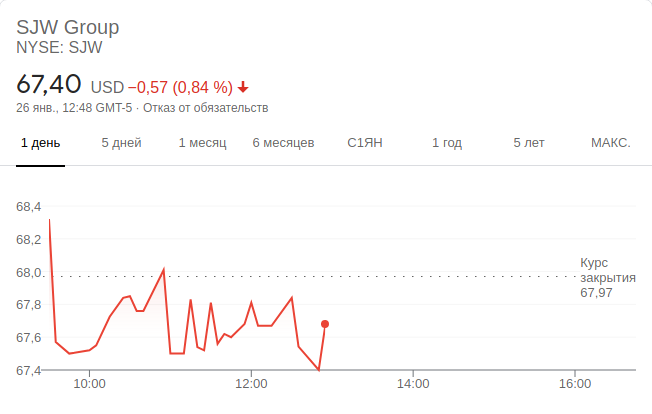 SJW Group
NYSE: SJW
67,40 USD −0,57 (0,84 %)
26 янв., 12:48 GMT-5 · Отказ от обязательств
1 день 5 дней 1 месяц 6 месяцев С1ЯН 1 год 5 лет МАКС.
68,4
68,2
68,0
67,8
67,6
67,4
Курс
закрытия
67,97
10:00 12:00 14:00 16:00